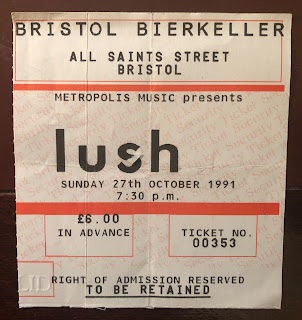 BRISTOL BIERKELLER
ALL SAINTS STREET
BRISTOL
METROPOLIS MUSIC presents
lush
SUNDAY 27th OCTOBER 1991
7:30 p.m.
£6.00
IN ADVANCE
TICKET NO.
00353
RIGHT OF ADMISSION RESERVED
TO BE RETAINED